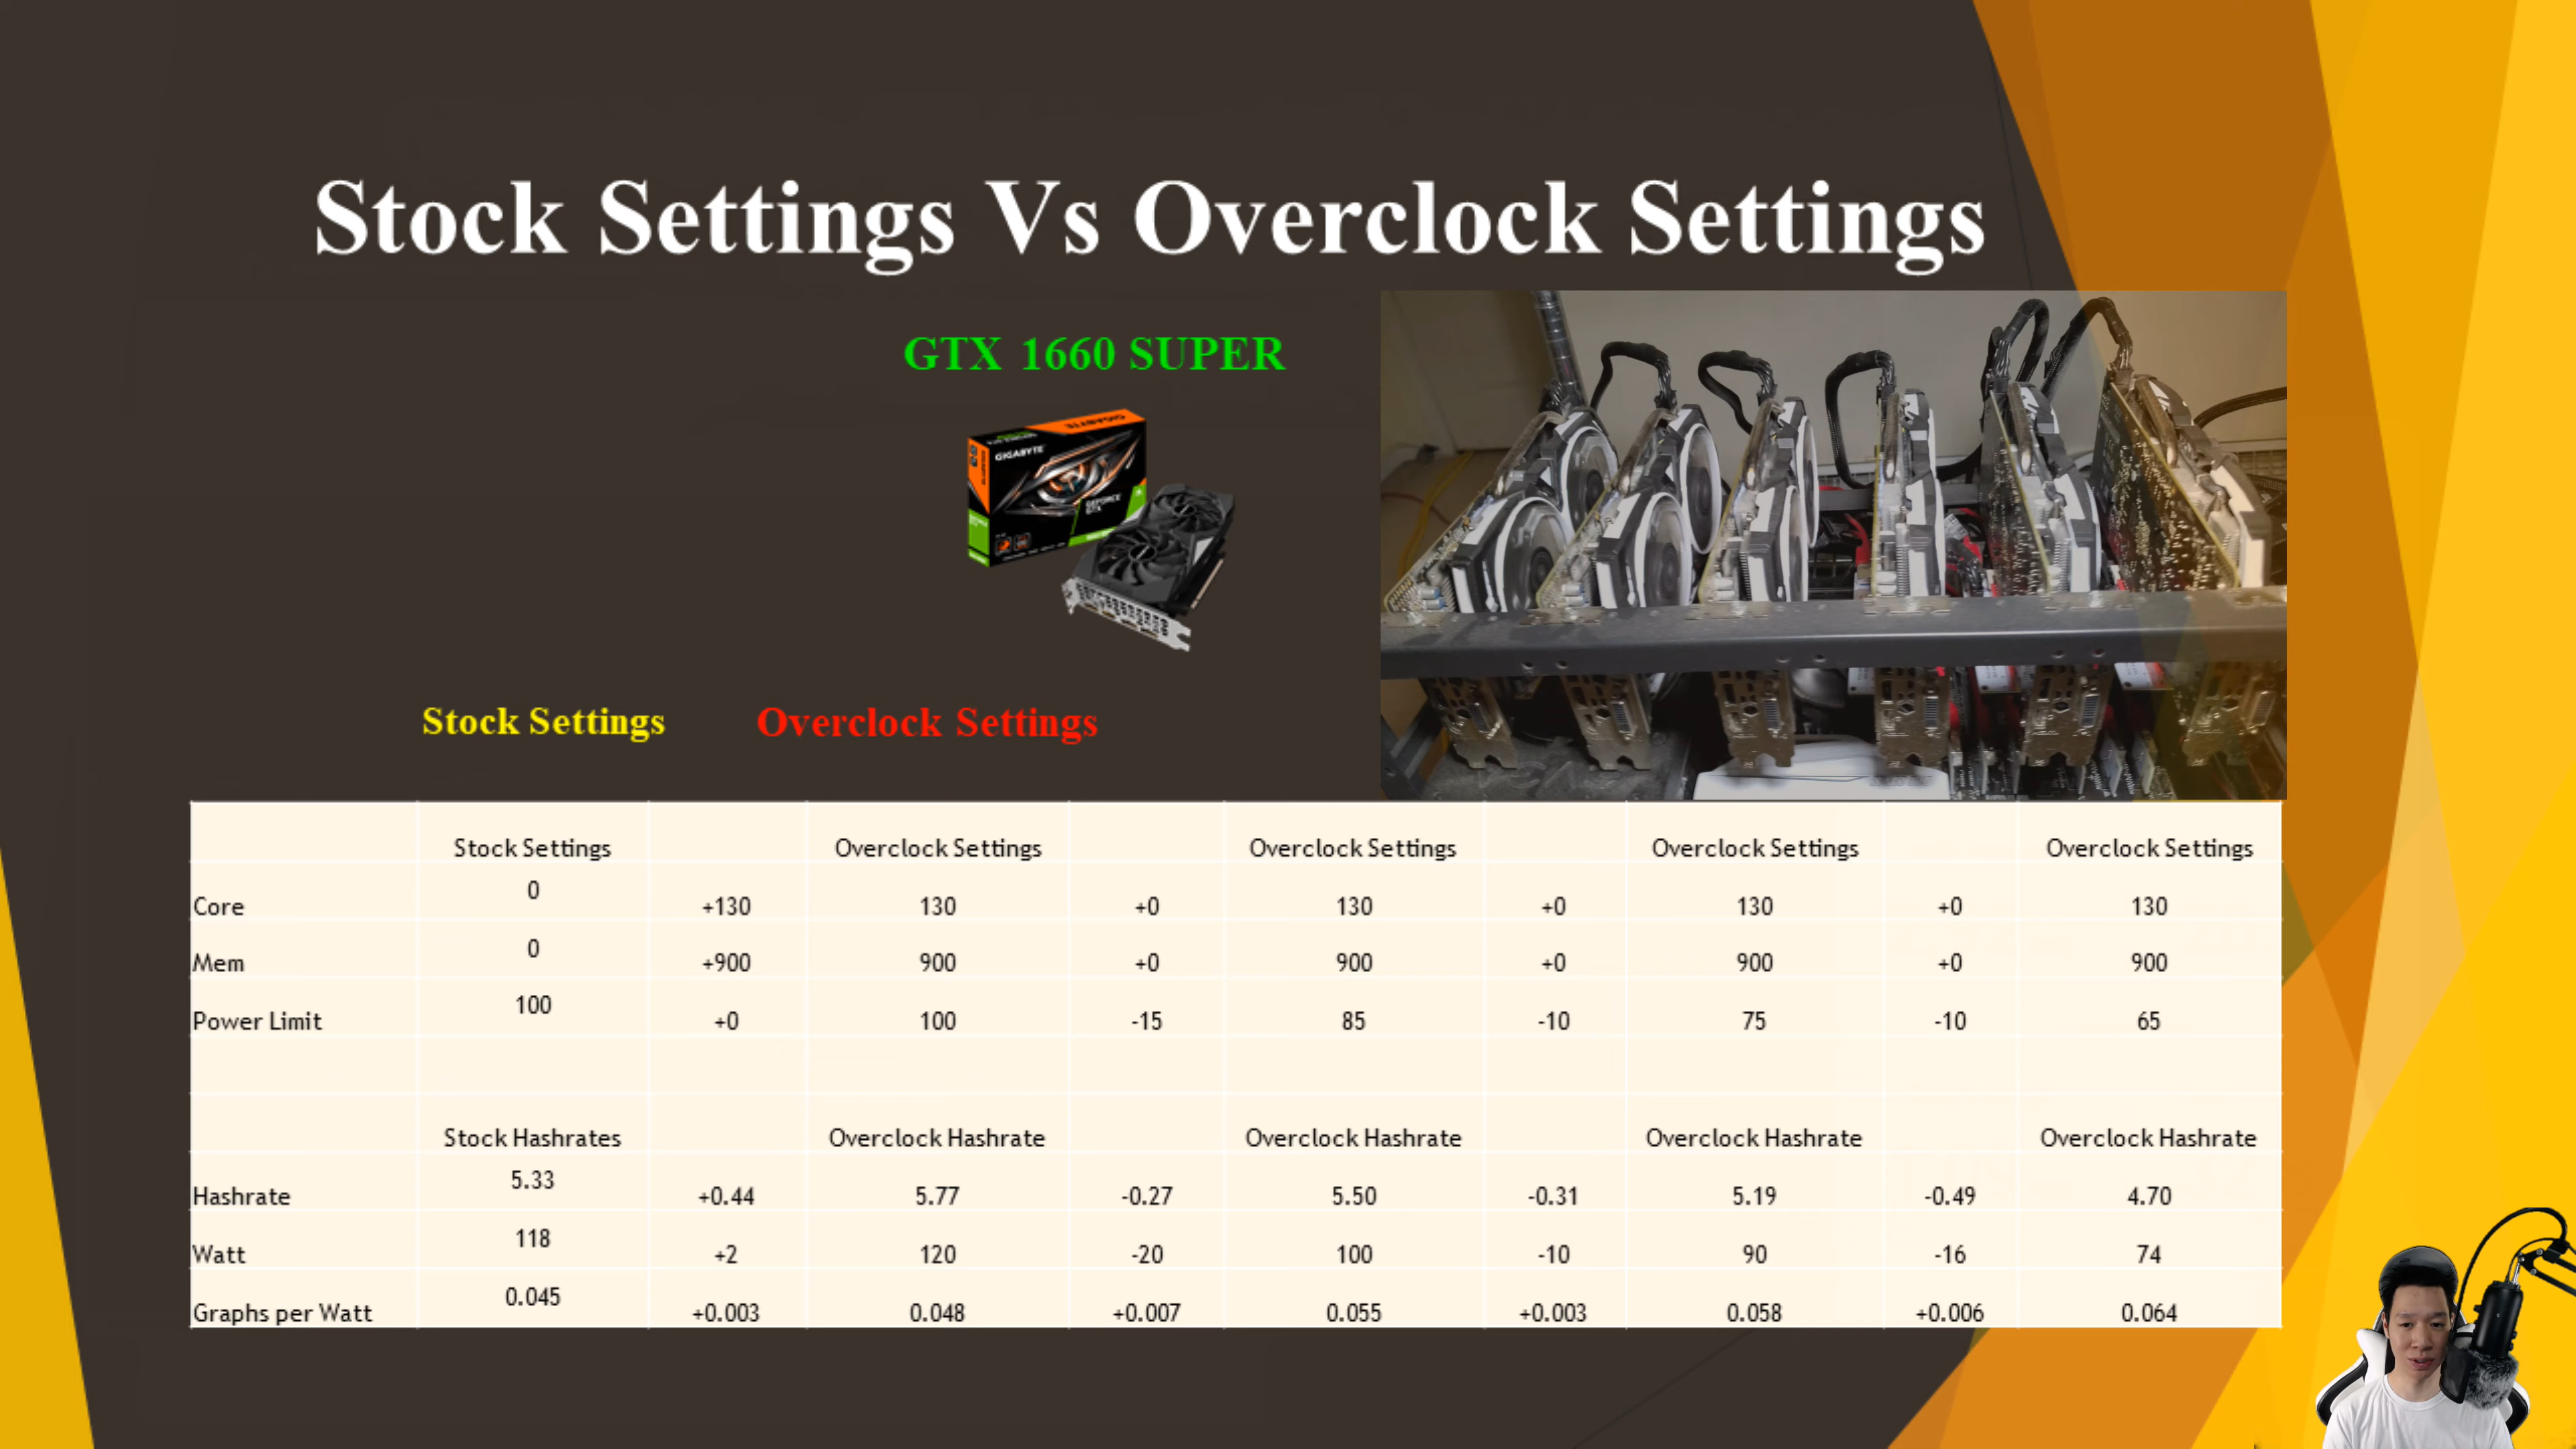 Stock Settings Vs Overclock Settings
GTX 1660 SUPER
GIGABYTE
GIGABYTE
GEFORCE
GTX
Stock Settings Overclock Settings
Stock Settings Overclock Settings Overclock Settings Overclock Settings Overclock Settings
Core 0 +130 130 +0 130 +0 130 +0 130
Mem 0 +900 900 +0 900 +0 900 +0 900
Power Limit 100 +0 100 -15 85 -10 75 -10 65
Stock Hashrates Overclock Hashrate Overclock Hashrate Overclock Hashrate Overclock Hashrate
Hashrate 5.33 +0.44 5.77 -0.27 5.50 -0.31 5.19 -0.49 4.70
Watt 118 +2 120 -20 100 -10 90 -16 74
Graphs per Watt 0.045 +0.003 0.048 +0.007 0.055 +0.003 0.058 +0.006 0.064